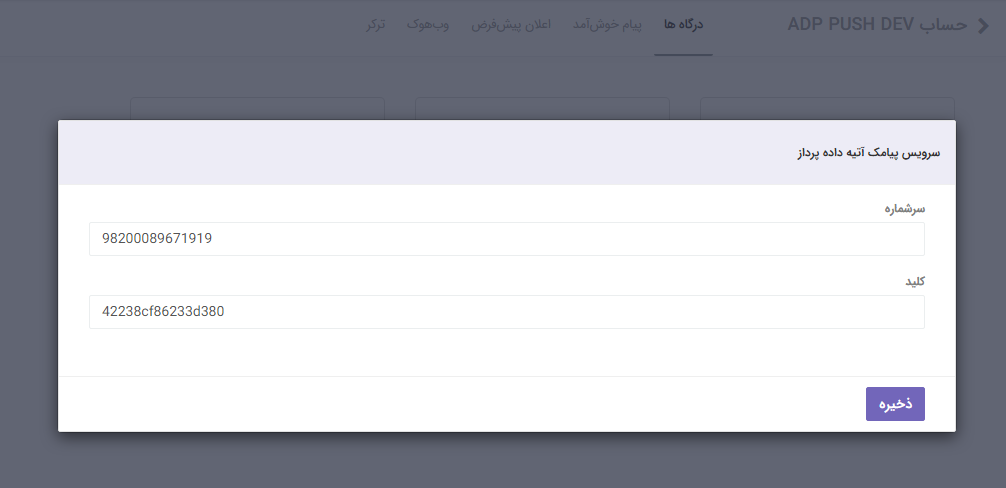 حساب ADP PUSH DEV
درگاه ها
پیام خوش‌آمد
اعلان پیش‌فرض
وب‌هوک
ترکر
سرویس پیامک آتیه داده پرداز
سرشماره
98200089671919
کلید
42238cf86233d380
ذخیره